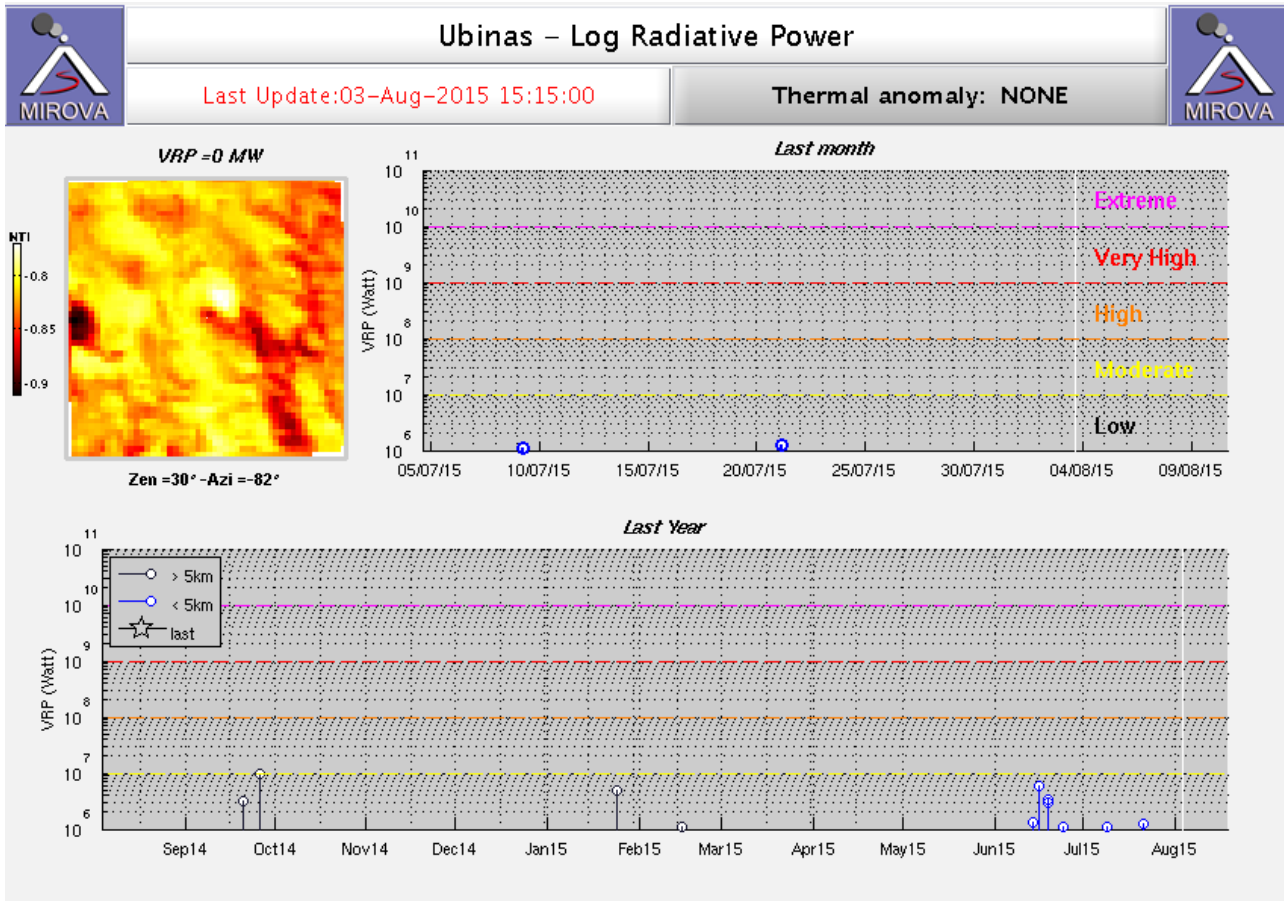 MIROVA
Ubinas – Log Radiative Power
Last Update:03–Aug–2015 15:15:00
Thermal anomaly: NONE
MIROVA
VRP =0 MW
NTI
-0.8
-0.85
-0.9
Zen =30° -Azi =-82°
Last month
VRP (Watt)
10 11
10 10
10 9
10 8
10 7
10 6
Extreme
Very High
High
Moderate
Low
05/07/15 10/07/15 15/07/15 20/07/15 25/07/15 30/07/15 04/08/15 09/08/15
Last Year
VRP (Watt)
10 11
10 10
10 9
10 8
10 7
10 6
> 5km
< 5km
last
Sep14 Oct14 Nov14 Dec14 Jan15 Feb15 Mar15 Apr15 May15 Jun15 Jul15 Aug15